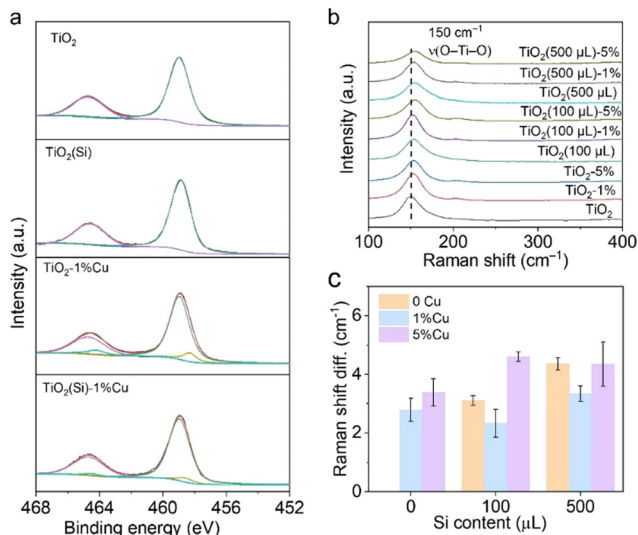 a
TiO₂
TiO₂(Si)
TiO₂-1%Cu
TiO₂(Si)-1%Cu
Intensity (a.u.)
468 464 460 456 452
Binding energy (eV)
b
150 cm⁻¹
ν(O–Ti–O)
TiO₂(500 μL)-5%
TiO₂(500 μL)-1%
TiO₂(500 μL)
TiO₂(100 μL)-5%
TiO₂(100 μL)-1%
TiO₂(100 μL)
TiO₂-5%
TiO₂-1%
TiO₂
Intensity (a.u.)
100 200 300 400
Raman shift (cm⁻¹)
c
0 Cu
1%Cu
5%Cu
Raman shift diff. (cm⁻¹)
8
6
4
2
0
0 100 500
Si content (μL)